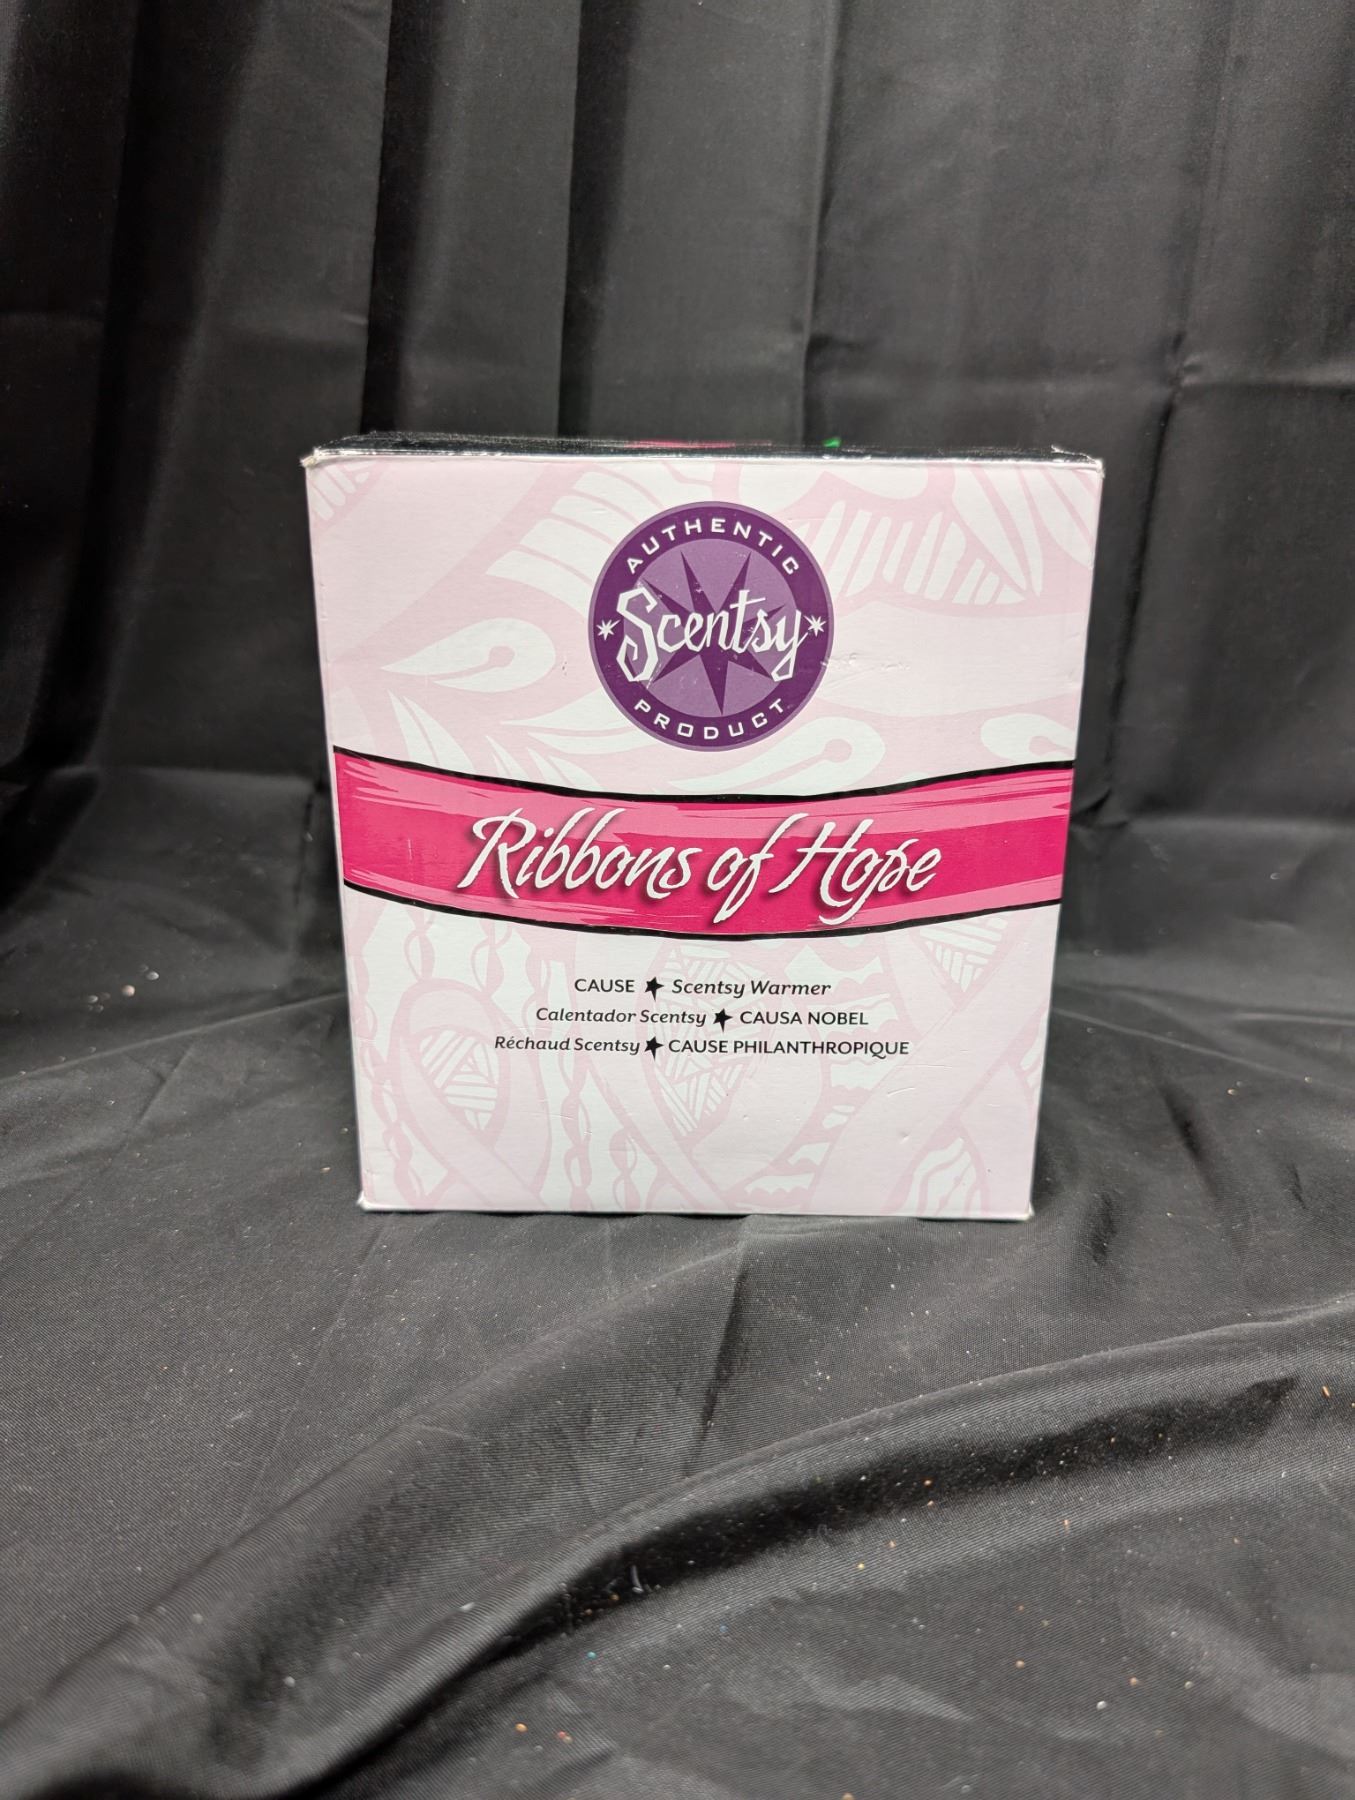 AUTHENTIC
Scentsy
PRODUCT
Ribbons of Hope
CAUSE ★ Scentsy Warmer
Calentador Scentsy ★ CAUSA NOBEL
Réchaud Scentsy ★ CAUSE PHILANTHROPIQUE